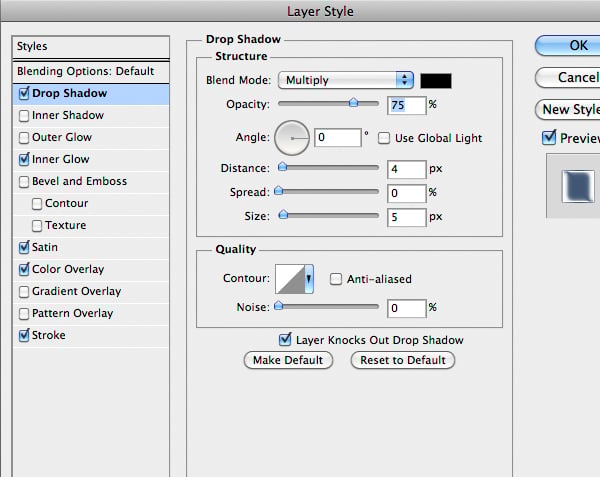 Layer Style
Styles
Blending Options: Default
Drop Shadow
Inner Shadow
Outer Glow
Inner Glow
Bevel and Emboss
Contour
Texture
Satin
Color Overlay
Gradient Overlay
Pattern Overlay
Stroke
Drop Shadow
Structure
Blend Mode: Multiply
Opacity: 75 %
Angle: 0 ° Use Global Light
Distance: 4 px
Spread: 0 %
Size: 5 px
Quality
Contour: Anti-aliased
Noise: 0 %
Layer Knocks Out Drop Shadow
Make Default Reset to Default
OK
Cancel
New Style
Preview